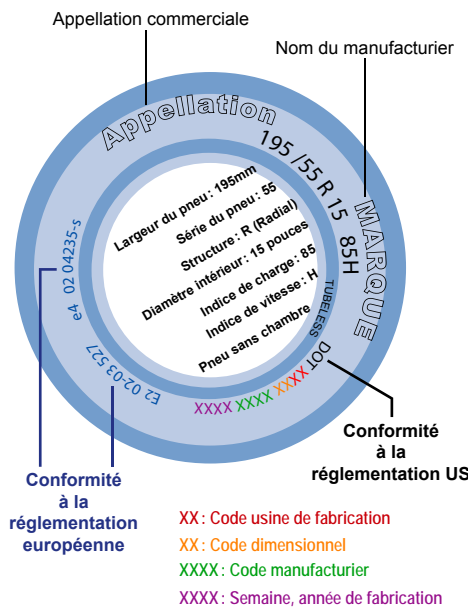 Appellation commerciale
Nom du manufacturier
Appellation
195 /55 R 15 85H
MARQUE
Largeur du pneu : 195mm
Série du pneu : 55
Structure : R (Radial)
Diamètre intérieur : 15 pouces
Indice de charge : 85
Indice de vitesse : H
Pneu sans chambre
TUBELESS
DOT XX XX XXXX XXXX
e4 02 04235-s
E2 02-03 527
Conformité
à la
réglementation US
Conformité
à la
réglementation
européenne
XX : Code usine de fabrication
XX : Code dimensionnel
XXXX : Code manufacturier
XXXX : Semaine, année de fabrication